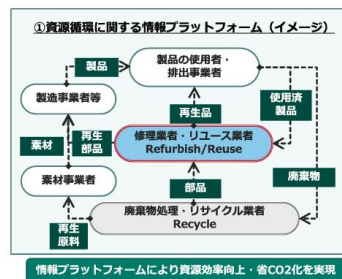 ①資源循環に関する情報プラットフォーム（イメージ）
製品
製品の使用者・
排出事業者
製造事業者等
再生品
使用済
製品
素材
再生
部品
修理業者・リユース業者
Refurbish/Reuse
素材事業者
部品
廃棄物
再生
原料
廃棄物処理・リサイクル業者
Recycle
情報プラットフォームにより資源効率向上・省CO2化を実現